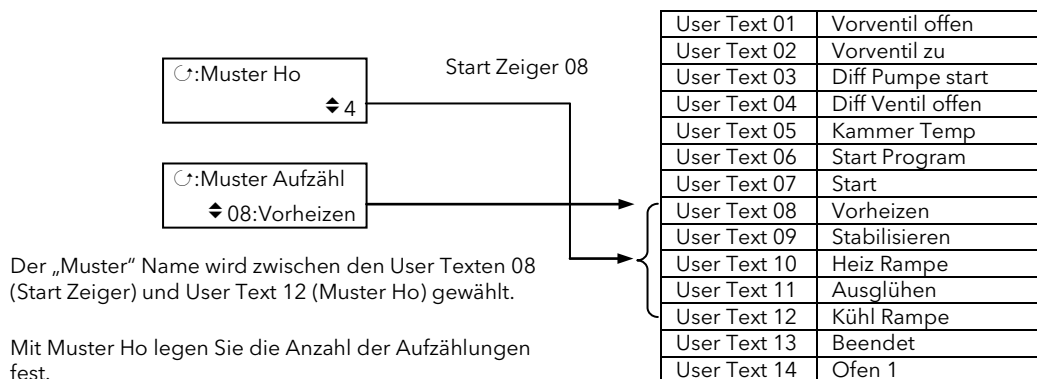 ↻:Muster Ho
⬍ 4
Start Zeiger 08
↻:Muster Aufzähl
⬍ 08:Vorheizen
Der „Muster" Name wird zwischen den User Texten 08
(Start Zeiger) und User Text 12 (Muster Ho) gewählt.
Mit Muster Ho legen Sie die Anzahl der Aufzählungen
fest.
User Text 01 Vorventil offen
User Text 02 Vorventil zu
User Text 03 Diff Pumpe start
User Text 04 Diff Ventil offen
User Text 05 Kammer Temp
User Text 06 Start Program
User Text 07 Start
User Text 08 Vorheizen
User Text 09 Stabilisieren
User Text 10 Heiz Rampe
User Text 11 Ausglühen
User Text 12 Kühl Rampe
User Text 13 Beendet
User Text 14 Ofen 1